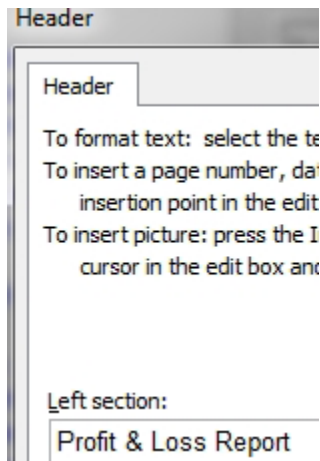 Header
Header
To format text: select the te
To insert a page number, dat
insertion point in the edit
To insert picture: press the I
cursor in the edit box and
Left section:
Profit & Loss Report